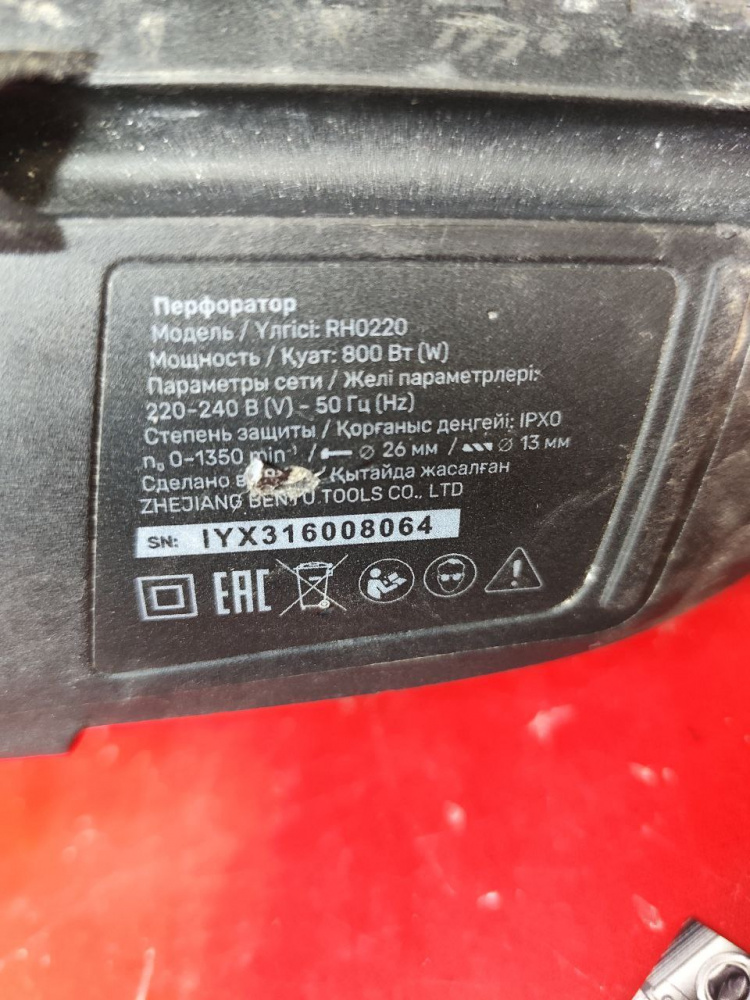 Перфоратор
Модель / Үлгісі: RH0220
Мощность / Қуат: 800 Вт (W)
Параметры сети / Желі параметрлері:
220-240 В (V) - 50 Гц (Hz)
Степень защиты / Қорғаныс деңгейі: IPX0
n₀ 0-1350 min⁻¹ / ⌀ 26 мм / ⌀ 13 мм
Сделано в Қытайда жасалған
ZHEJIANG BENYU TOOLS CO., LTD
SN: IYX316008064
EAC